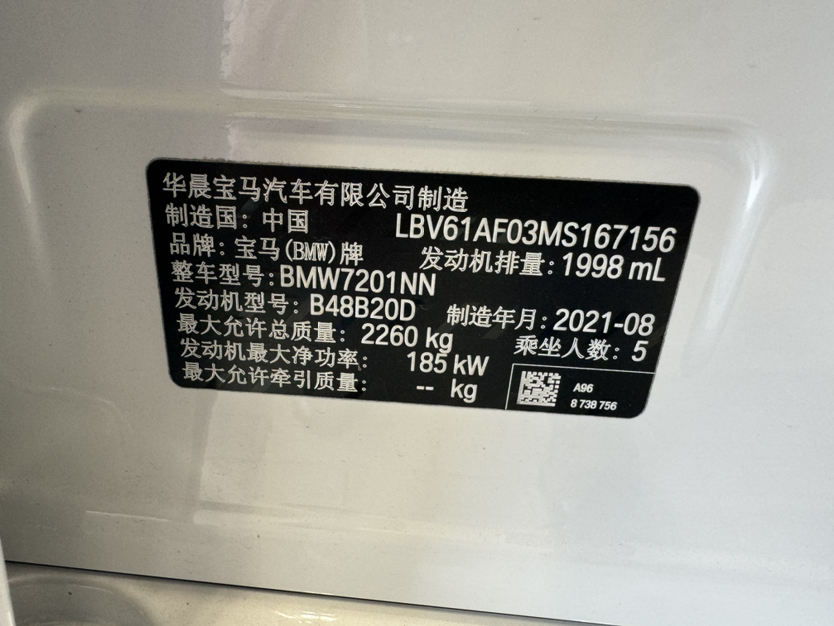 华晨宝马汽车有限公司制造
制造国: 中国 LBV61AF03MS167156
品牌: 宝马(BMW)牌 发动机排量: 1998 mL
整车型号: BMW7201NN
发动机型号: B48B20D 制造年月: 2021-08
最大允许总质量: 2260 kg 乘坐人数: 5
发动机最大净功率: 185 kW
最大允许牵引质量: -- kg
A96
8 738 756